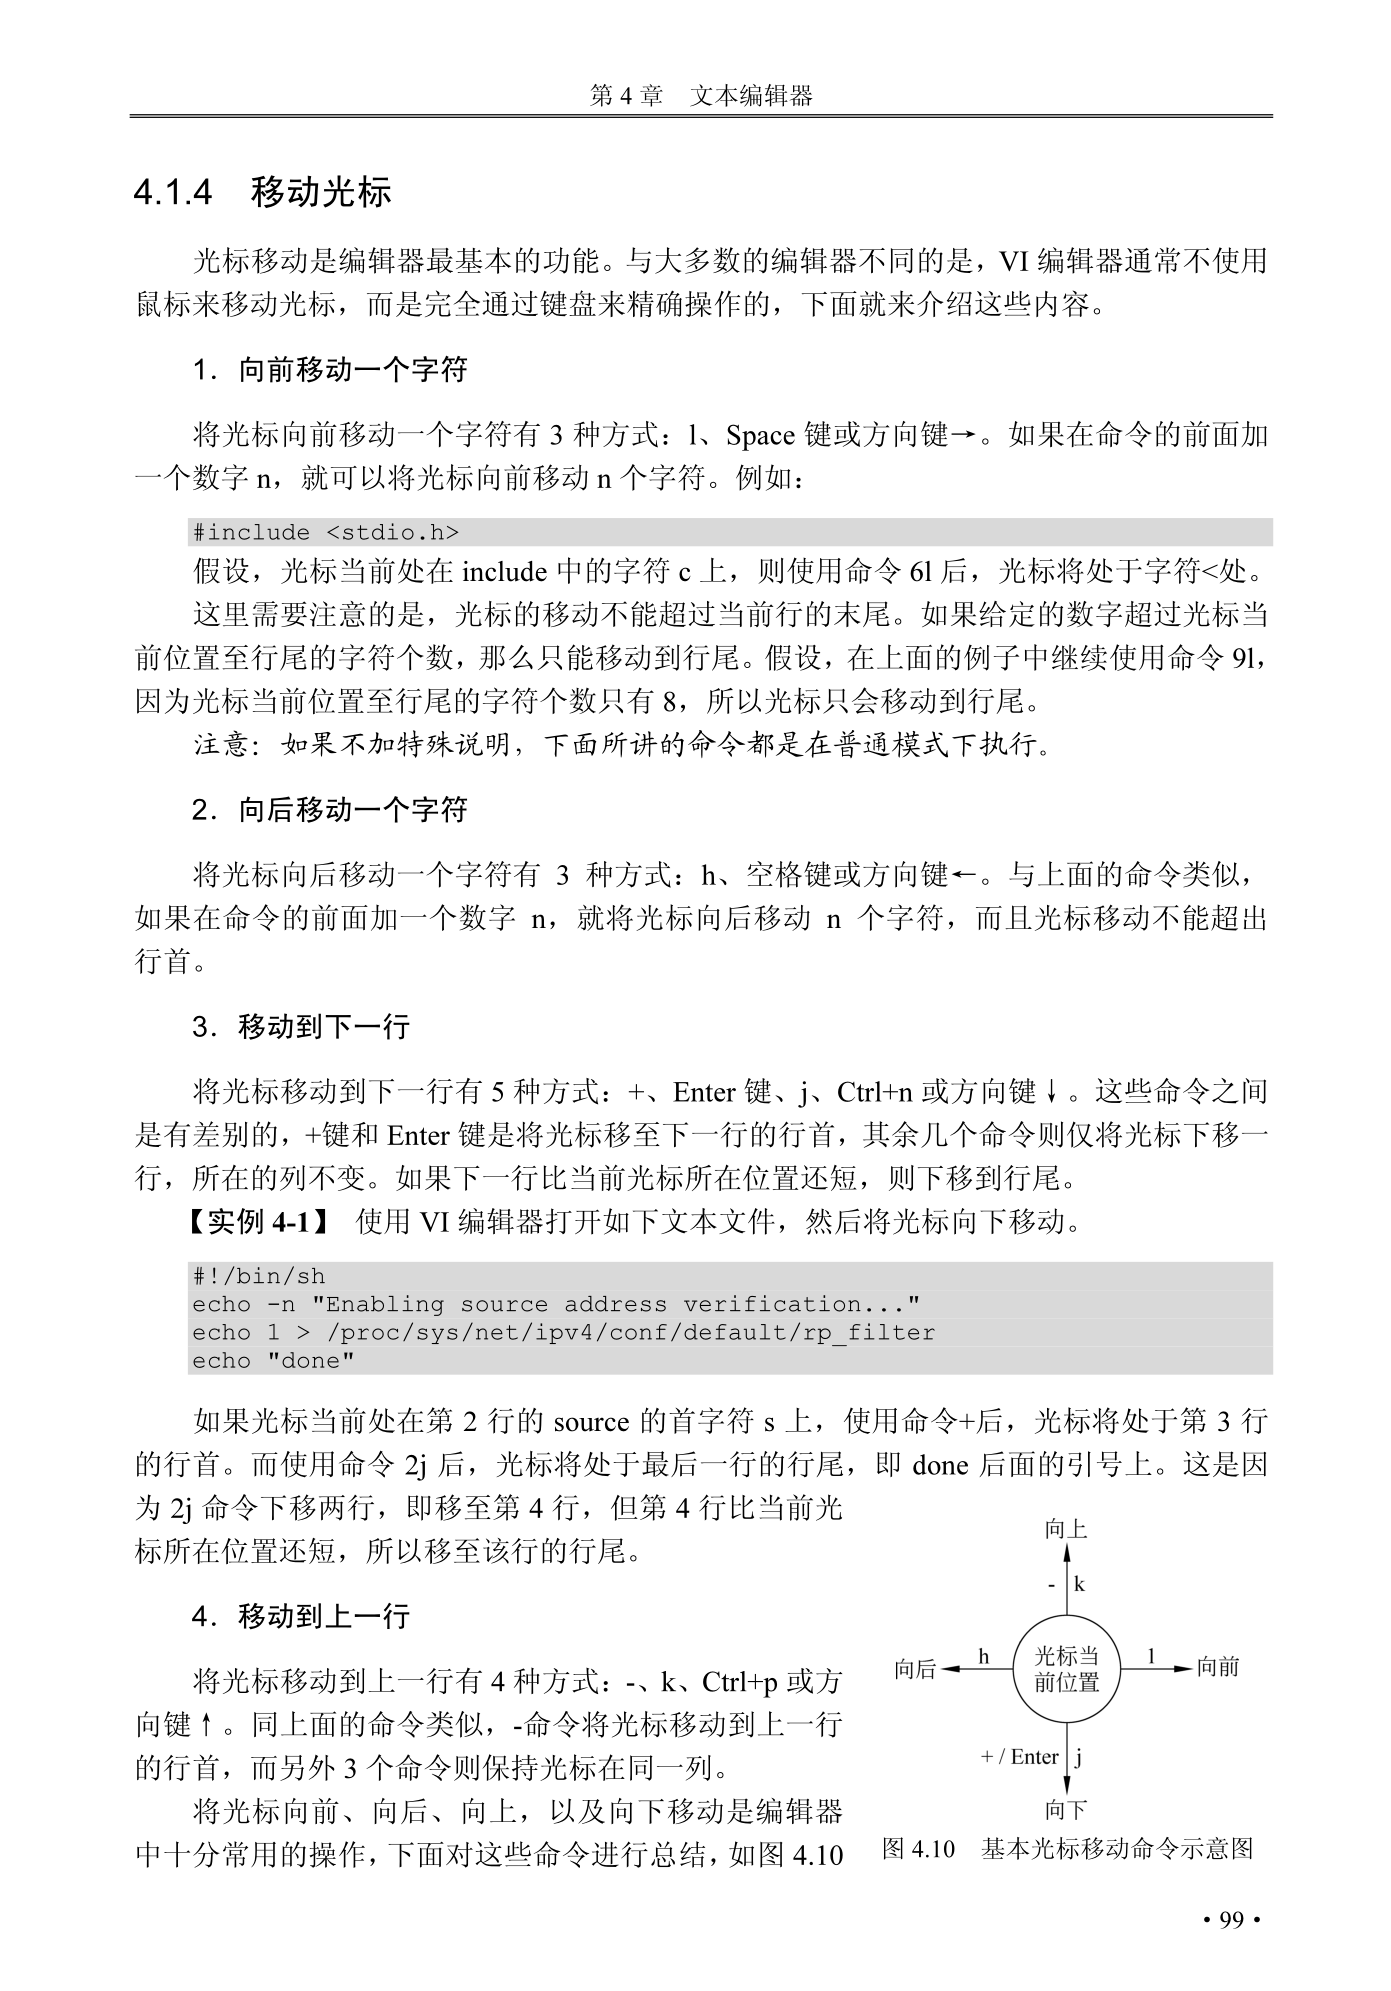 第 4 章　文本编辑器
4.1.4　移动光标
光标移动是编辑器最基本的功能。与大多数的编辑器不同的是，VI 编辑器通常不使用
鼠标来移动光标，而是完全通过键盘来精确操作的，下面就来介绍这些内容。
1．向前移动一个字符
将光标向前移动一个字符有 3 种方式：l、Space 键或方向键→。如果在命令的前面加
一个数字 n，就可以将光标向前移动 n 个字符。例如：
#include <stdio.h>
假设，光标当前处在 include 中的字符 c 上，则使用命令 6l 后，光标将处于字符<处。
这里需要注意的是，光标的移动不能超过当前行的末尾。如果给定的数字超过光标当
前位置至行尾的字符个数，那么只能移动到行尾。假设，在上面的例子中继续使用命令 9l，
因为光标当前位置至行尾的字符个数只有 8，所以光标只会移动到行尾。
注意：如果不加特殊说明，下面所讲的命令都是在普通模式下执行。
2．向后移动一个字符
将光标向后移动一个字符有 3 种方式：h、空格键或方向键←。与上面的命令类似，
如果在命令的前面加一个数字 n，就将光标向后移动 n 个字符，而且光标移动不能超出
行首。
3．移动到下一行
将光标移动到下一行有 5 种方式：+、Enter 键、j、Ctrl+n 或方向键↓。这些命令之间
是有差别的，+键和 Enter 键是将光标移至下一行的行首，其余几个命令则仅将光标下移一
行，所在的列不变。如果下一行比当前光标所在位置还短，则下移到行尾。
【实例 4-1】 使用 VI 编辑器打开如下文本文件，然后将光标向下移动。
#!/bin/sh
echo -n "Enabling source address verification..."
echo 1 > /proc/sys/net/ipv4/conf/default/rp_filter
echo "done"
如果光标当前处在第 2 行的 source 的首字符 s 上，使用命令+后，光标将处于第 3 行
的行首。而使用命令 2j 后，光标将处于最后一行的行尾，即 done 后面的引号上。这是因
为 2j 命令下移两行，即移至第 4 行，但第 4 行比当前光
标所在位置还短，所以移至该行的行尾。
4．移动到上一行
将光标移动到上一行有 4 种方式：-、k、Ctrl+p 或方
向键↑。同上面的命令类似，-命令将光标移动到上一行
的行首，而另外 3 个命令则保持光标在同一列。
将光标向前、向后、向上，以及向下移动是编辑器
中十分常用的操作，下面对这些命令进行总结，如图 4.10
向上
- k
向后 h 光标当 l 向前
前位置
+ / Enter j
向下
图 4.10　基本光标移动命令示意图
• 99 •